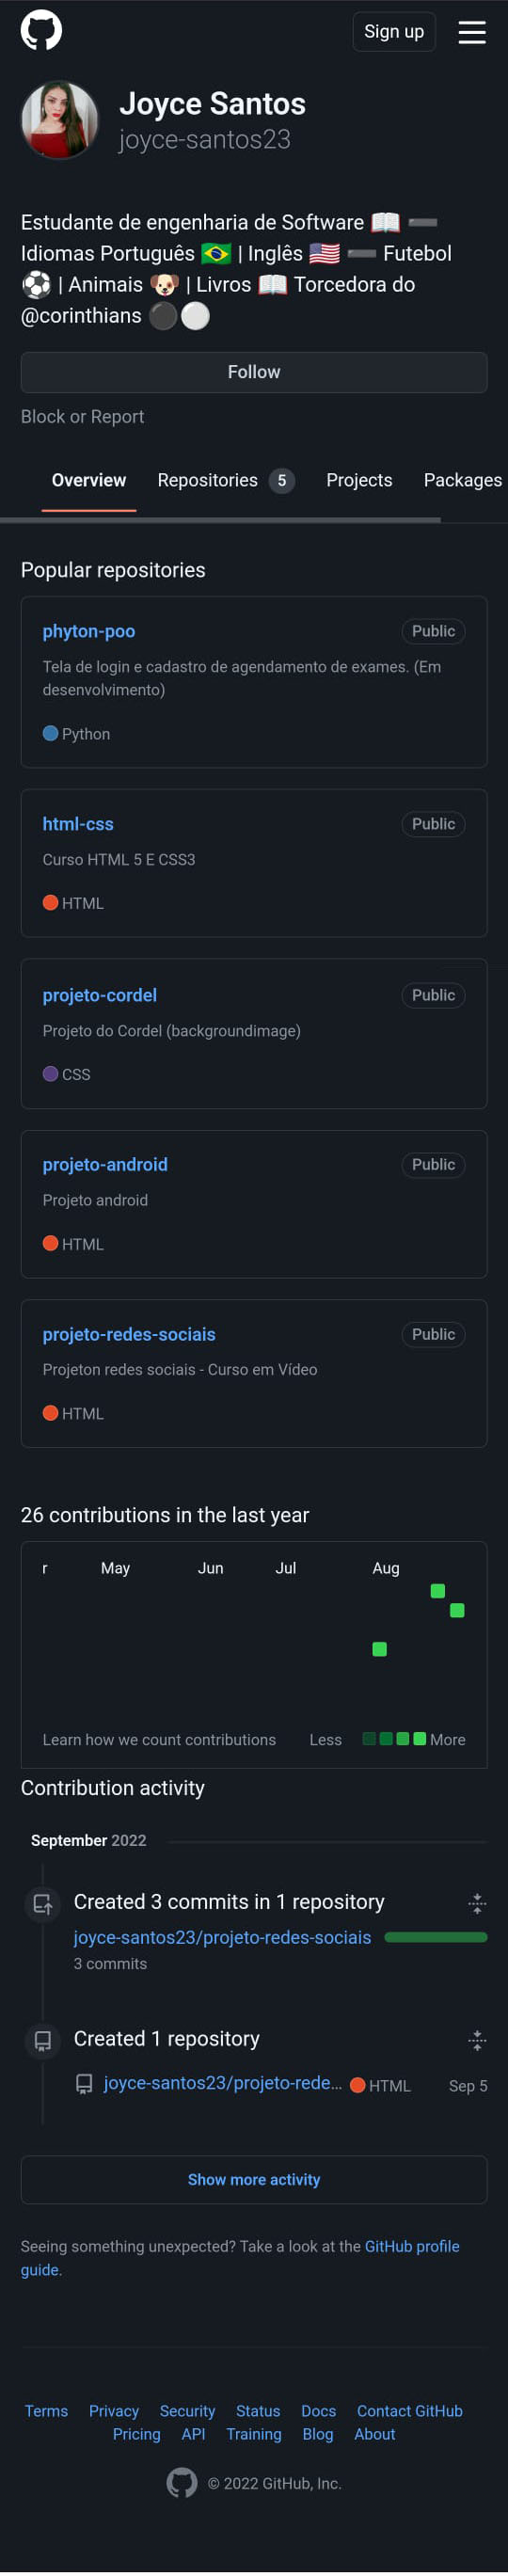 Sign up
Joyce Santos
joyce-santos23
Estudante de engenharia de Software 📖 ➖
Idiomas Português 🇧🇷 | Inglês 🇺🇸 ➖ Futebol
⚽ | Animais 🐶 | Livros 📖 Torcedora do
@corinthians ⚫⚪
Follow
Block or Report
Overview Repositories 5 Projects Packages
Popular repositories
phyton-poo Public
Tela de login e cadastro de agendamento de exames. (Em
desenvolvimento)
Python
html-css Public
Curso HTML 5 E CSS3
HTML
projeto-cordel Public
Projeto do Cordel (backgroundimage)
CSS
projeto-android Public
Projeto android
HTML
projeto-redes-sociais Public
Projeton redes sociais - Curso em Vídeo
HTML
26 contributions in the last year
r May Jun Jul Aug
Learn how we count contributions Less More
Contribution activity
September 2022
Created 3 commits in 1 repository
joyce-santos23/projeto-redes-sociais
3 commits
Created 1 repository
joyce-santos23/projeto-rede... HTML Sep 5
Show more activity
Seeing something unexpected? Take a look at the GitHub profile
guide.
Terms Privacy Security Status Docs Contact GitHub
Pricing API Training Blog About
© 2022 GitHub, Inc.